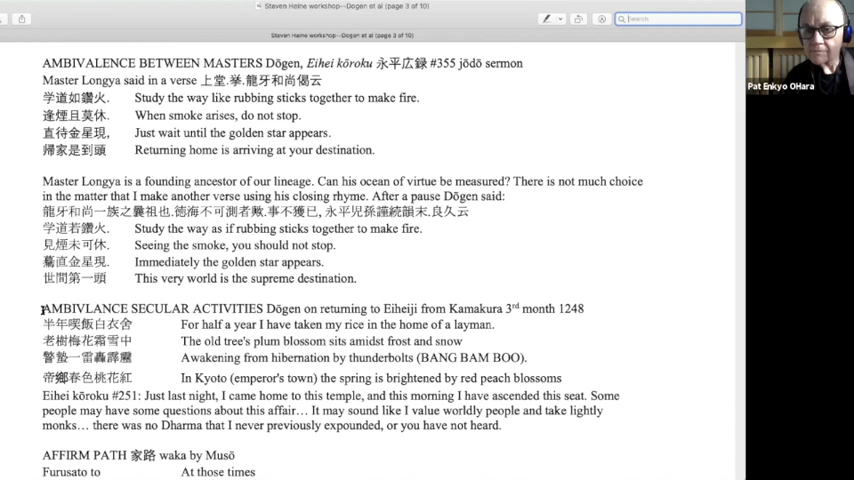 Steven Heine workshop--Dogen et al (page 3 of 10)
Search
Steven Heine workshop--Dogen et al (page 3 of 10)
AMBIVALENCE BETWEEN MASTERS Dōgen, Eihei kōroku 永平広録 #355 jōdō sermon
Master Longya said in a verse 上堂.挙.龍牙和尚偈云
学道如鑽火. Study the way like rubbing sticks together to make fire.
逢煙且莫休. When smoke arises, do not stop.
直待金星現, Just wait until the golden star appears.
帰家是到頭 Returning home is arriving at your destination.
Master Longya is a founding ancestor of our lineage. Can his ocean of virtue be measured? There is not much choice
in the matter that I make another verse using his closing rhyme. After a pause Dōgen said:
龍牙和尚一族之曩祖也.徳海不可測者歟.事不獲已, 永平児孫謹続韻末.良久云
学道若鑽火. Study the way as if rubbing sticks together to make fire.
見煙未可休. Seeing the smoke, you should not stop.
驀直金星現. Immediately the golden star appears.
世間第一頭 This very world is the supreme destination.
AMBIVLANCE SECULAR ACTIVITIES Dōgen on returning to Eiheiji from Kamakura 3rd month 1248
半年喫飯白衣舎 For half a year I have taken my rice in the home of a layman.
老樹梅花霜雪中 The old tree's plum blossom sits amidst frost and snow
警蟄一雷轟霹靂 Awakening from hibernation by thunderbolts (BANG BAM BOO).
帝郷春色桃花紅 In Kyoto (emperor's town) the spring is brightened by red peach blossoms
Eihei kōroku #251: Just last night, I came home to this temple, and this morning I have ascended this seat. Some
people may have some questions about this affair… It may sound like I value worldly people and take lightly
monks… there was no Dharma that I never previously expounded, or you have not heard.
AFFIRM PATH 家路 waka by Musō
Furusato to At those times
Pat Enkyo OHara